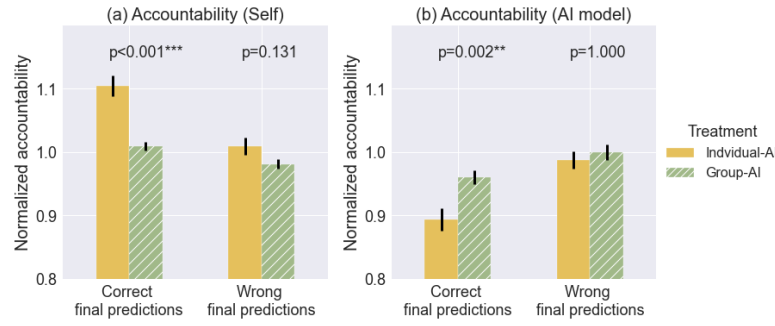 (a) Accountability (Self)
(b) Accountability (AI model)
p<0.001***
p=0.131
p=0.002**
p=1.000
Normalized accountability
1.1
1.0
0.9
0.8
Normalized accountability
1.1
1.0
0.9
0.8
Correct
final predictions
Wrong
final predictions
Correct
final predictions
Wrong
final predictions
Treatment
Indvidual-AI
Group-AI